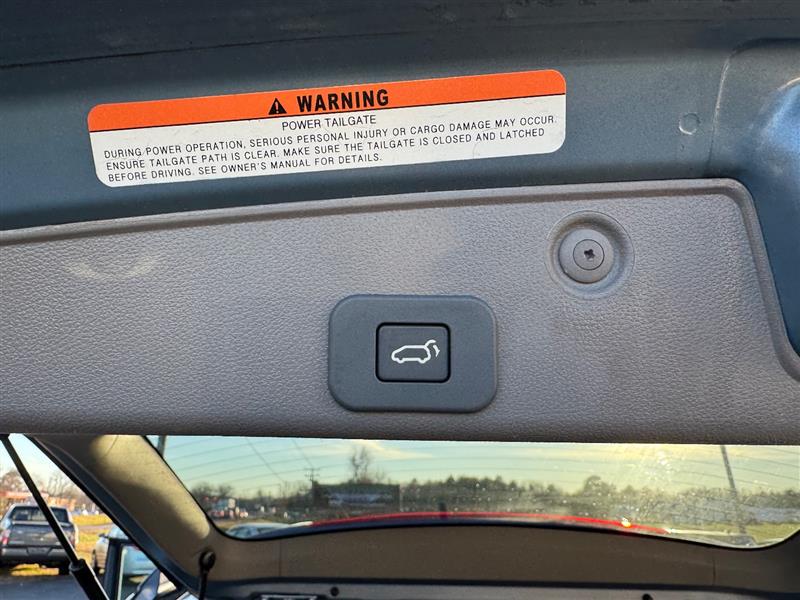 WARNING
POWER TAILGATE
DURING POWER OPERATION, SERIOUS PERSONAL INJURY OR CARGO DAMAGE MAY OCCUR.
ENSURE TAILGATE PATH IS CLEAR. MAKE SURE THE TAILGATE IS CLOSED AND LATCHED
BEFORE DRIVING. SEE OWNER'S MANUAL FOR DETAILS.